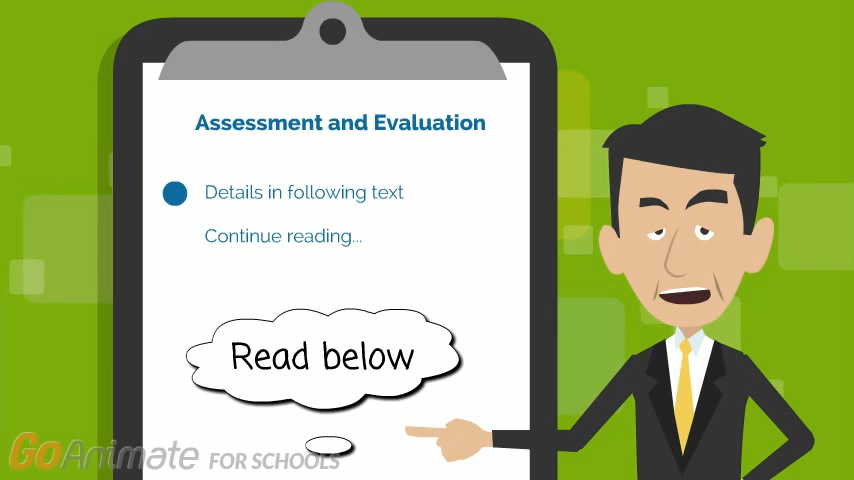 Assessment and Evaluation
Details in following text
Continue reading...
Read below
GoAnimate FOR SCHOOLS